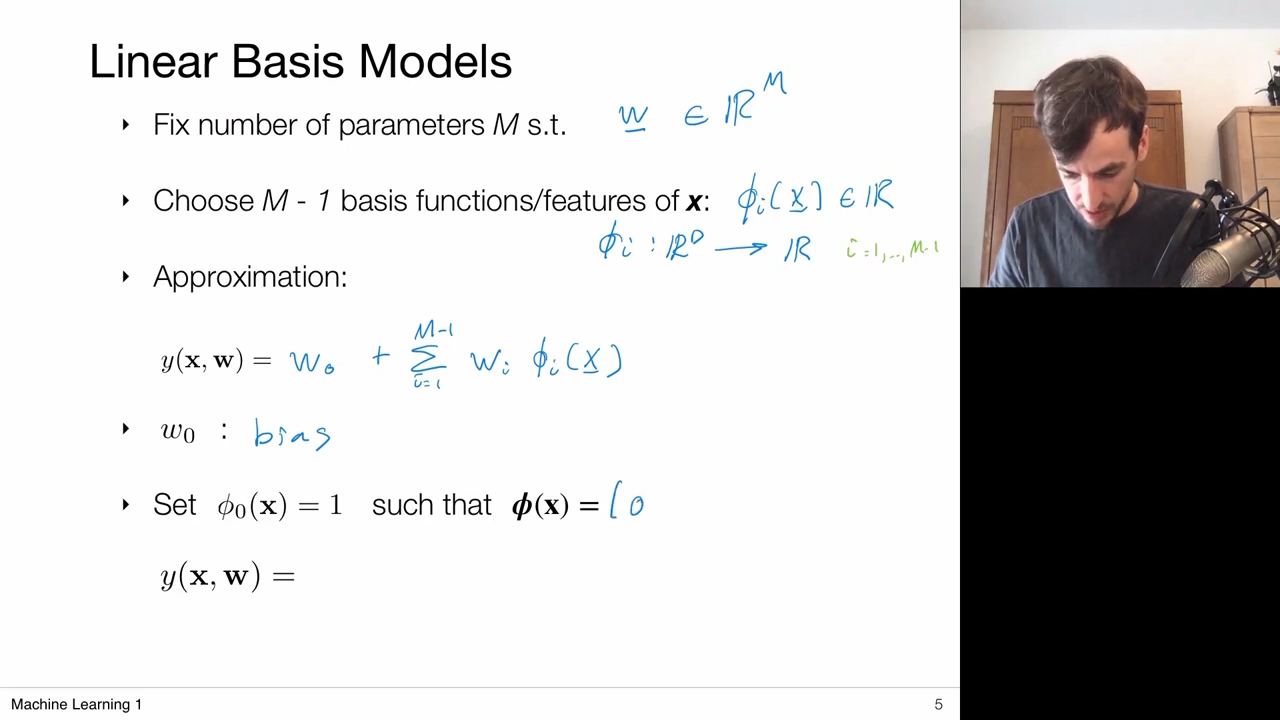 Linear Basis Models
‣ Fix number of parameters M s.t. w ∈ ℝ^M
‣ Choose M - 1 basis functions/features of x: ϕ_i(x) ∈ ℝ
ϕ_i : ℝ^D → ℝ i=1,..,M-1
‣ Approximation:
y(x, w) = w_0 + ∑_{i=1}^{M-1} w_i ϕ_i(x)
‣ w_0 : bias
‣ Set ϕ_0(x) = 1 such that ϕ(x) = (0
y(x, w) =
Machine Learning 1 5